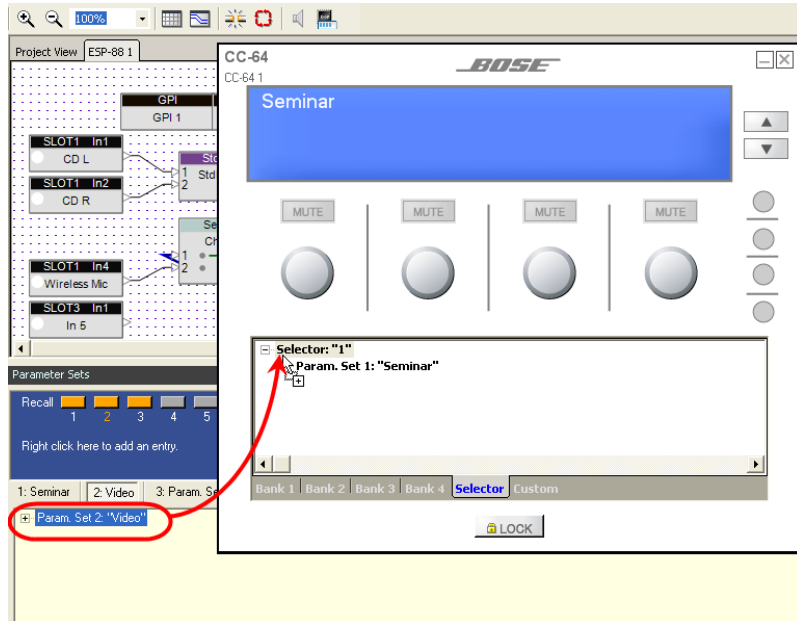 100%
Project View
ESP-88 1
GPI
GPI 1
SLOT1 In1
CD L
SLOT1 In2
CD R
1
Std
2
SLOT1 In4
Wireless Mic
1
2
SLOT3 In1
In 5
Parameter Sets
Recall
1 2 3 4 5
Right click here to add an entry.
1: Seminar
2: Video
3: Param. Se
Param. Set 2: "Video"
CC-64
CC-64 1
BOSE
Seminar
MUTE MUTE MUTE MUTE
Selector: "1"
Param. Set 1: "Seminar"
Bank 1 Bank 2 Bank 3 Bank 4 Selector Custom
LOCK